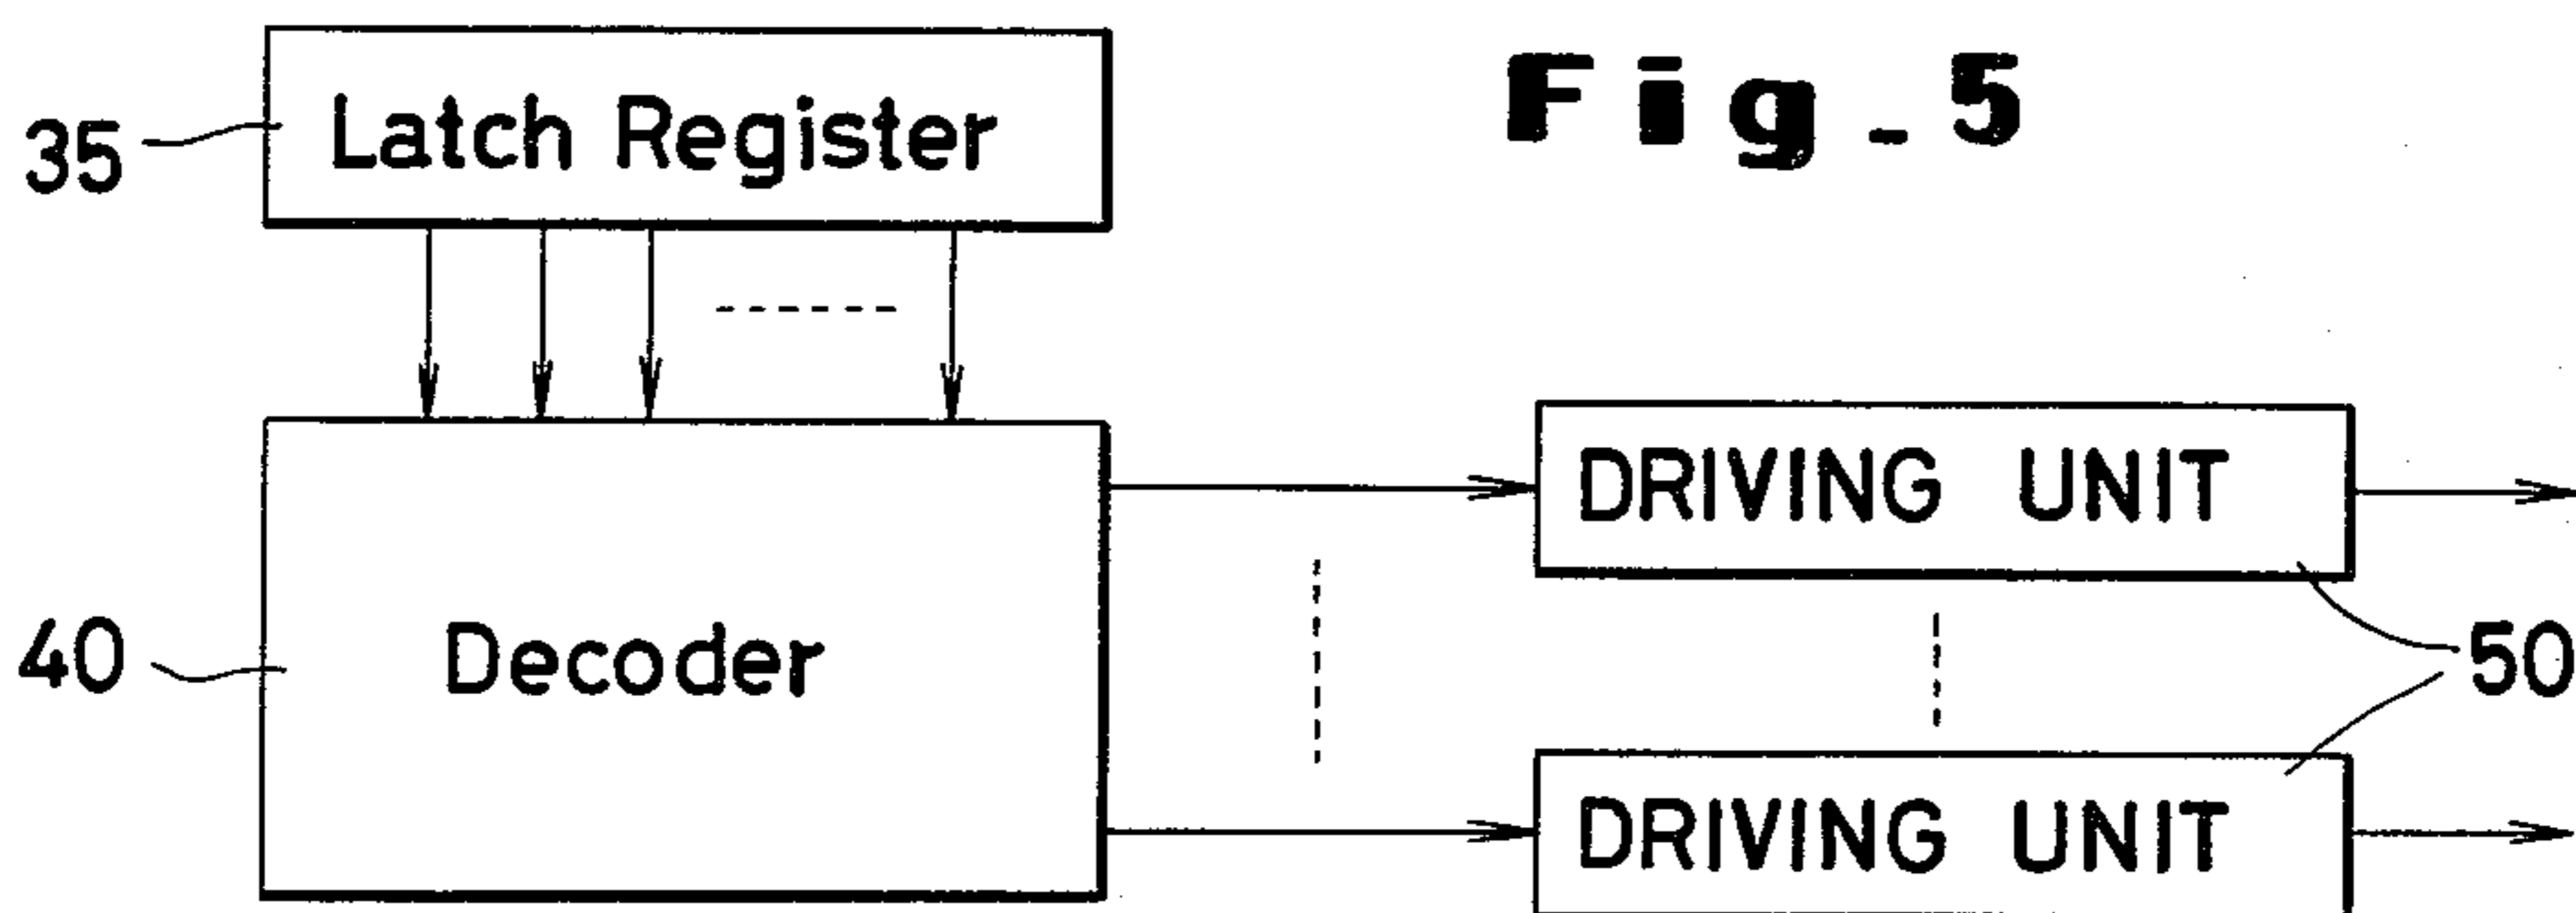 Fig.5
35
Latch Register
40
Decoder
DRIVING UNIT
50
DRIVING UNIT